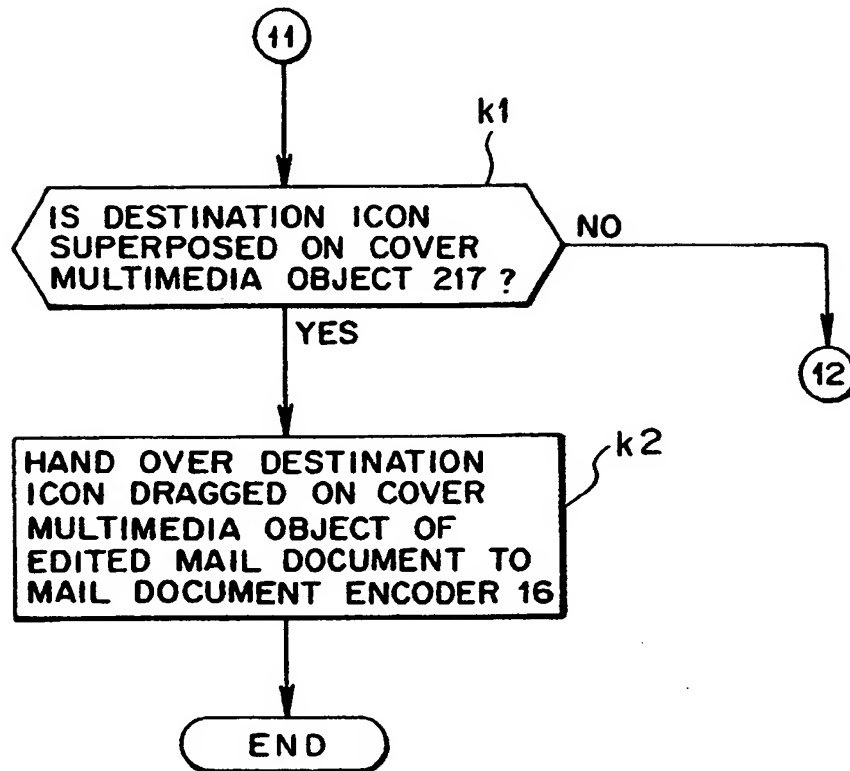 11
k1
IS DESTINATION ICON
SUPERPOSED ON COVER
MULTIMEDIA OBJECT 217 ?
NO
YES
12
k2
HAND OVER DESTINATION
ICON DRAGGED ON COVER
MULTIMEDIA OBJECT OF
EDITED MAIL DOCUMENT TO
MAIL DOCUMENT ENCODER 16
END